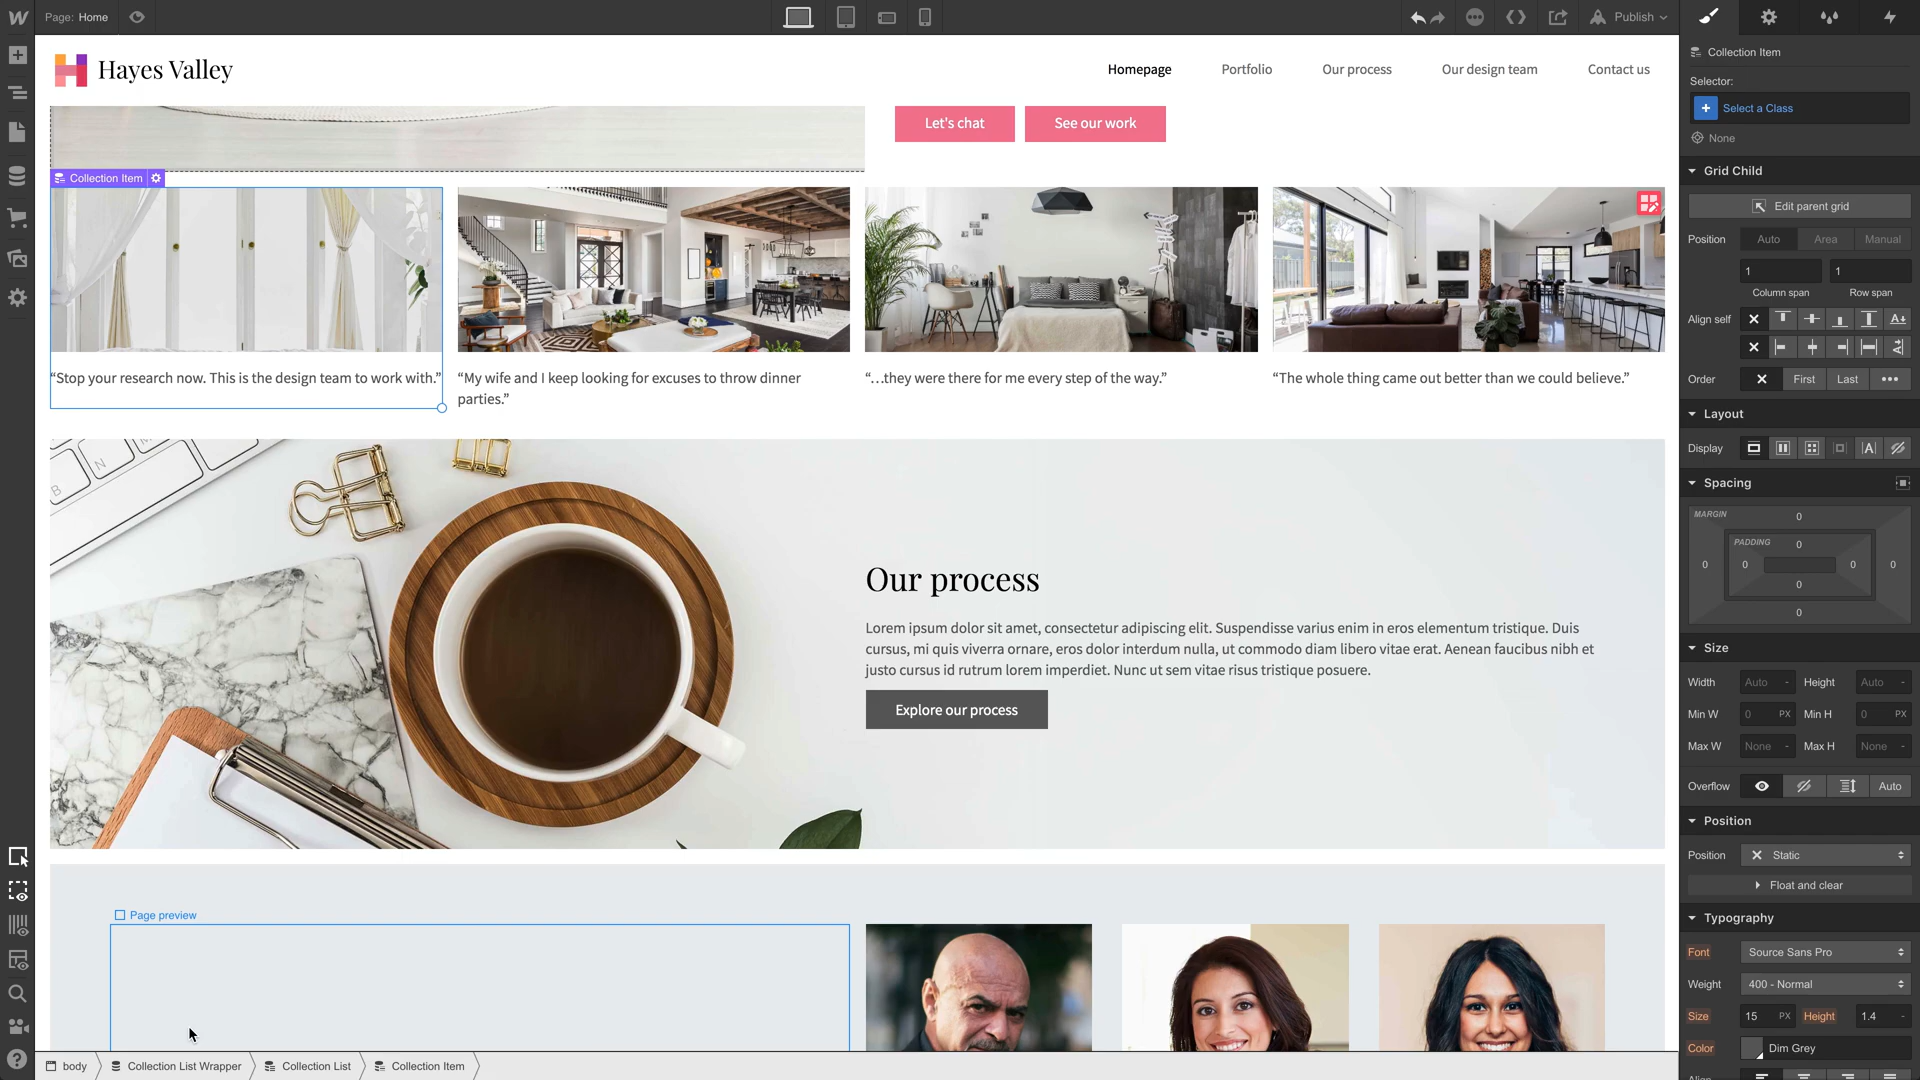 Page: Home
Publish
Hayes Valley
Homepage
Portfolio
Our process
Our design team
Contact us
Let's chat
See our work
Collection Item
“Stop your research now. This is the design team to work with.”
“My wife and I keep looking for excuses to throw dinner
parties.”
“…they were there for me every step of the way.”
“The whole thing came out better than we could believe.”
Our process
Lorem ipsum dolor sit amet, consectetur adipiscing elit. Suspendisse varius enim in eros elementum tristique. Duis
cursus, mi quis viverra ornare, eros dolor interdum nulla, ut commodo diam libero vitae erat. Aenean faucibus nibh et
justo cursus id rutrum lorem imperdiet. Nunc ut sem vitae risus tristique posuere.
Explore our process
Page preview
body
Collection List Wrapper
Collection List
Collection Item
Collection Item
Selector:
Select a Class
None
Grid Child
Edit parent grid
Position Auto Area Manual
1 1
Column span Row span
Align self
Order First Last
Layout
Display
Spacing
MARGIN
0
PADDING
0
0 0 0 0
0
0
Size
Width Auto - Height Auto -
Min W 0 PX Min H 0 PX
Max W None - Max H None -
Overflow Auto
Position
Position Static
Float and clear
Typography
Font Source Sans Pro
Weight 400 - Normal
Size 15 PX Height 1.4 -
Color Dim Grey